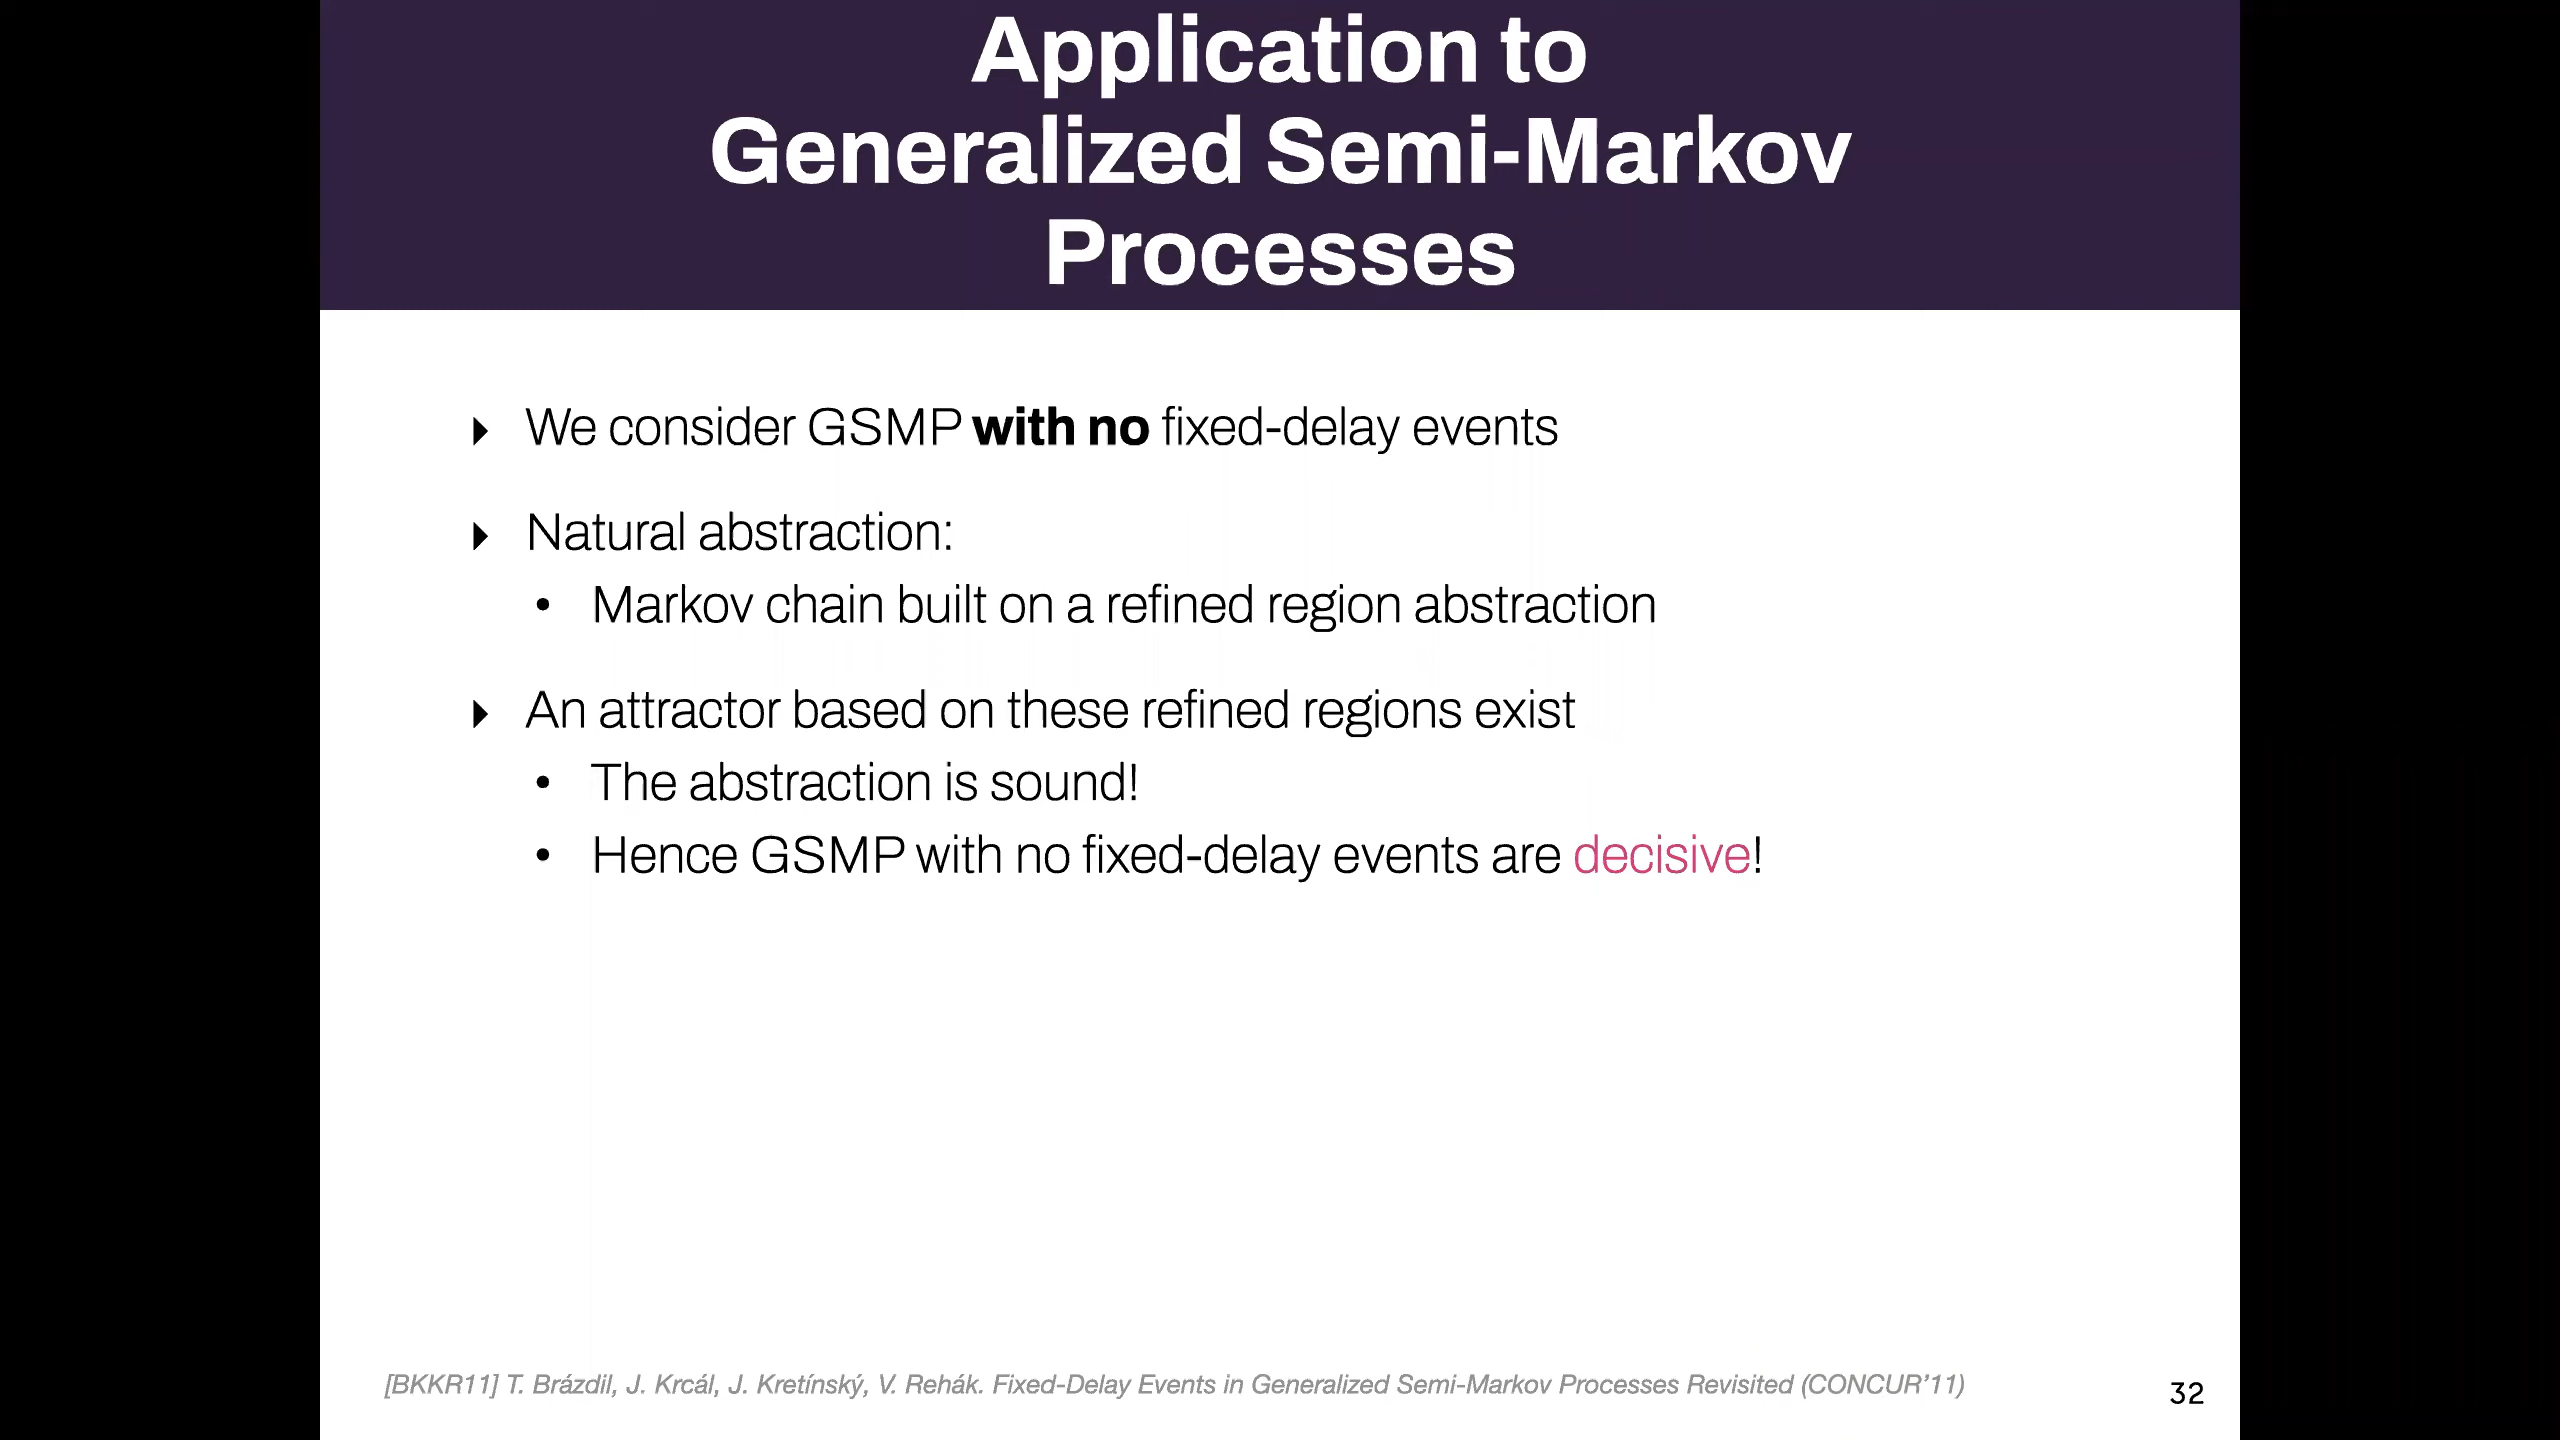 Application to
Generalized Semi-Markov
Processes
We consider GSMP with no fixed-delay events
Natural abstraction:
• Markov chain built on a refined region abstraction
An attractor based on these refined regions exist
• The abstraction is sound!
• Hence GSMP with no fixed-delay events are decisive!
[BKKR11] T. Brázdil, J. Krcál, J. Kretínský, V. Rehák. Fixed-Delay Events in Generalized Semi-Markov Processes Revisited (CONCUR’11)
32